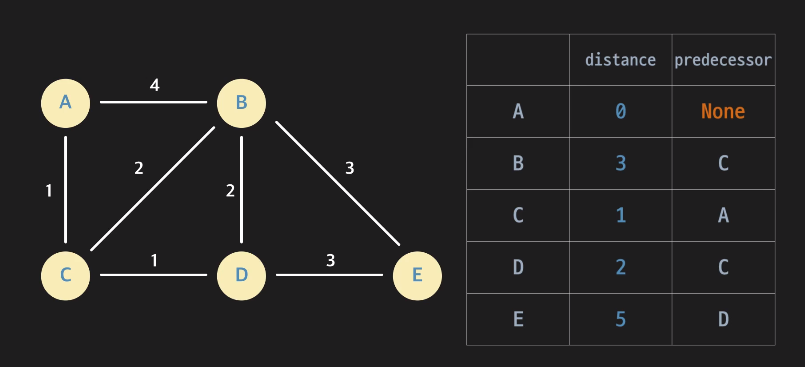 4
A
B
1
2
2
3
C
1
D
3
E
distance predecessor
A 0 None
B 3 C
C 1 A
D 2 C
E 5 D